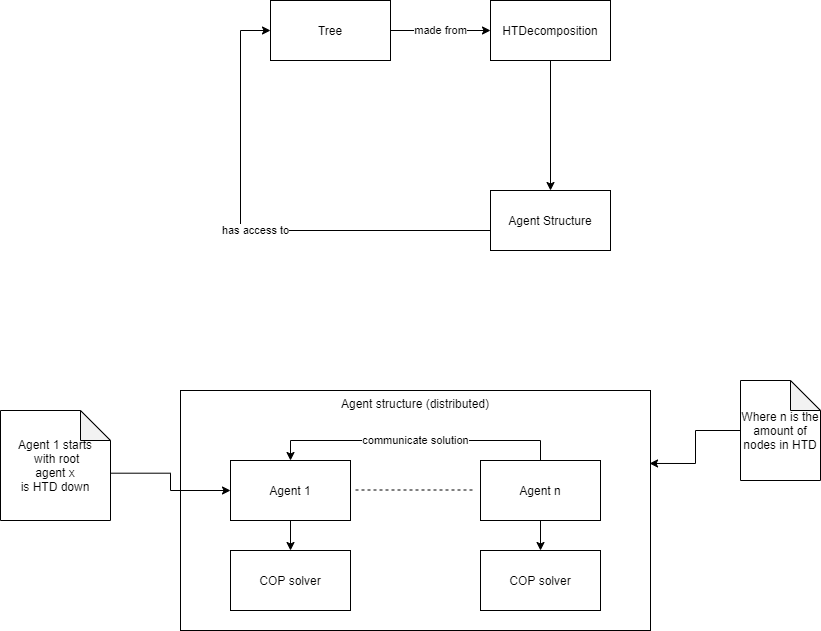 Tree
made from
HTDecomposition
Agent Structure
has access to
Agent structure (distributed)
Agent 1 starts
with root
agent x
is HTD down
communicate solution
Where n is the
amount of
nodes in HTD
Agent 1
Agent n
COP solver
COP solver